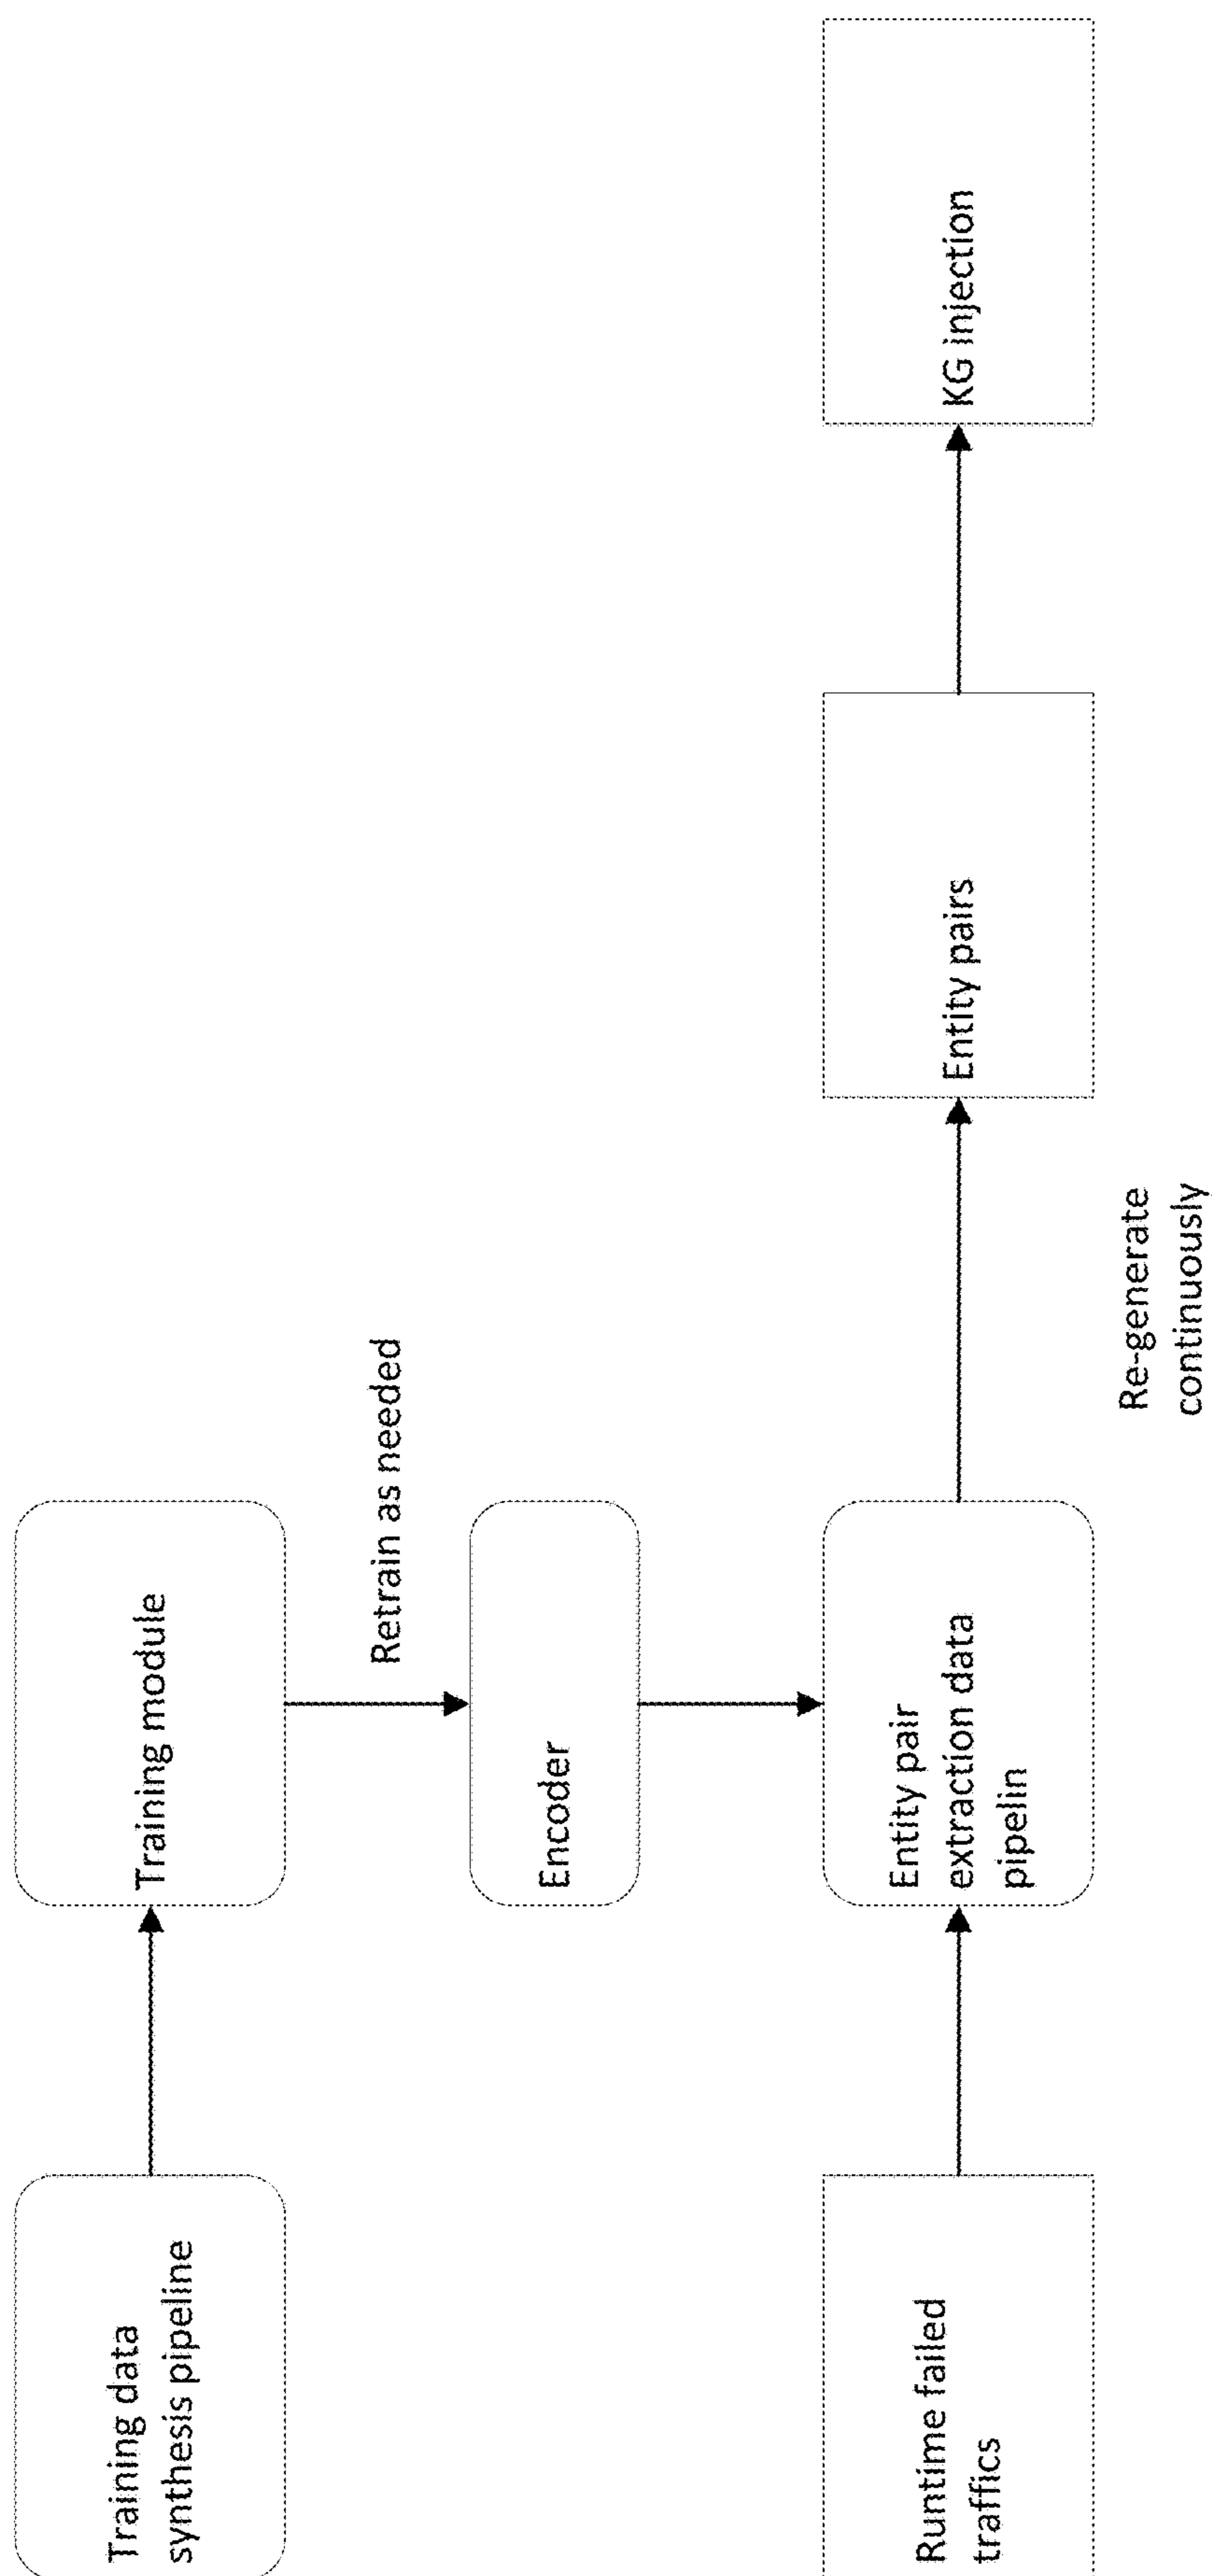 Training data
synthesis pipeline
Training module
Retrain as needed
Encoder
Runtime failed
traffics
Entity pair
extraction data
pipelin
Re-generate
continuously
Entity pairs
KG injection